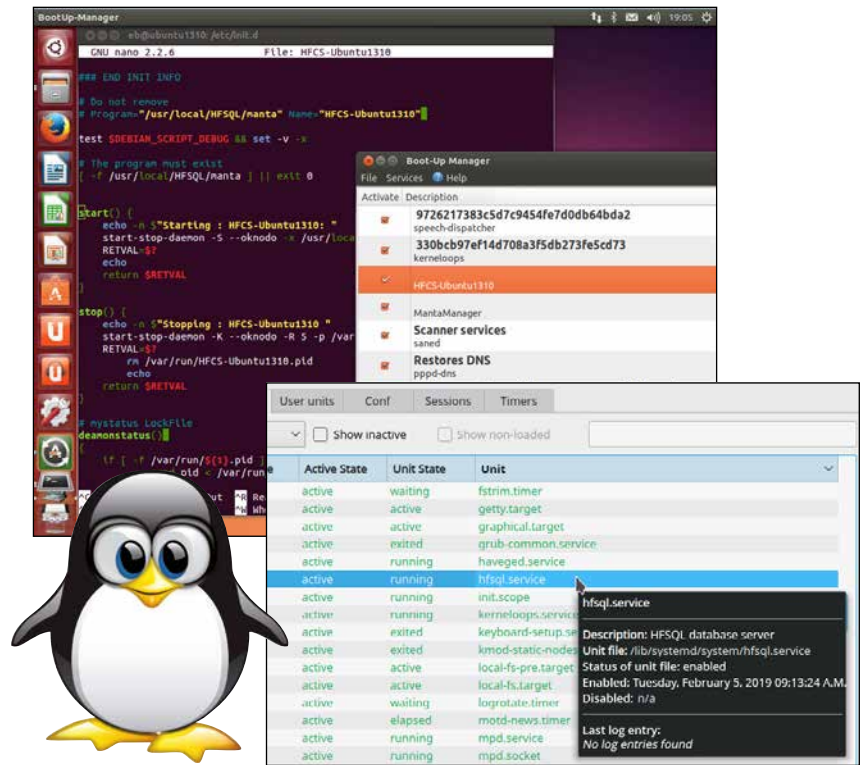 BootUp-Manager
19:05
eb@ubuntu1310: /etc/init.d
GNU nano 2.2.6 File: HFCS-Ubuntu1310
### END INIT INFO
# Do not remove
# Program="/usr/local/HFSQL/manta" Name="HFCS-Ubuntu1310"
test $DEBIAN_SCRIPT_DEBUG && set -v -x
# The program must exist
[ -f /usr/local/HFSQL/manta ] || exit 0
start() {
echo -n $"Starting : HFCS-Ubuntu1310: "
start-stop-daemon -S --oknodo -x /usr/loca
RETVAL=$?
echo
return $RETVAL
}
stop() {
echo -n $"Stopping : HFCS-Ubuntu1310 "
start-stop-daemon -K --oknodo -R 5 -p /var
RETVAL=$?
rm /var/run/HFCS-Ubuntu1310.pid
echo
return $RETVAL
}
# mystatus LockFile
deamonstatus()
{
if [ -f /var/run/${1}.pid ]
pid < /var/run
Boot-Up Manager
File Services Help
Activate Description
9726217383c5d7c9454fe7d0db64bda2
speech-dispatcher
330bcb97ef14d708a3f5db273fe5cd73
kerneloops
HFCS-Ubuntu1310
MantaManager
Scanner services
saned
Restores DNS
pppd-dns
User units Conf Sessions Timers
Show inactive Show non-loaded
Active State Unit State Unit
active waiting fstrim.timer
active active getty.target
active active graphical.target
active exited grub-common.service
active running haveged.service
active running hfsql.service
active running init.scope
active running kerneloops.service
active exited keyboard-setup.se
active exited kmod-static-nodes
active active local-fs-pre.target
active active local-fs.target
active waiting logrotate.timer
active elapsed motd-news.timer
active running mpd.service
active running mpd.socket
hfsql.service
Description: HFSQL database server
Unit file: /lib/systemd/system/hfsql.service
Status of unit file: enabled
Enabled: Tuesday, February 5, 2019 09:13:24 A.M.
Disabled: n/a
Last log entry:
No log entries found